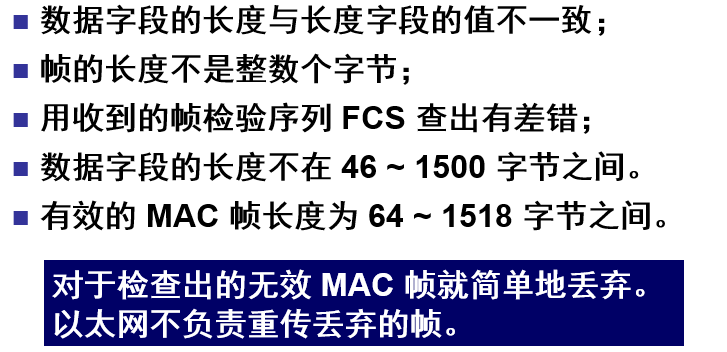 数据字段的长度与长度字段的值不一致；
帧的长度不是整数个字节；
用收到的帧检验序列 FCS 查出有差错；
数据字段的长度不在 46 ~ 1500 字节之间。
有效的 MAC 帧长度为 64 ~ 1518 字节之间。
对于检查出的无效 MAC 帧就简单地丢弃。
以太网不负责重传丢弃的帧。